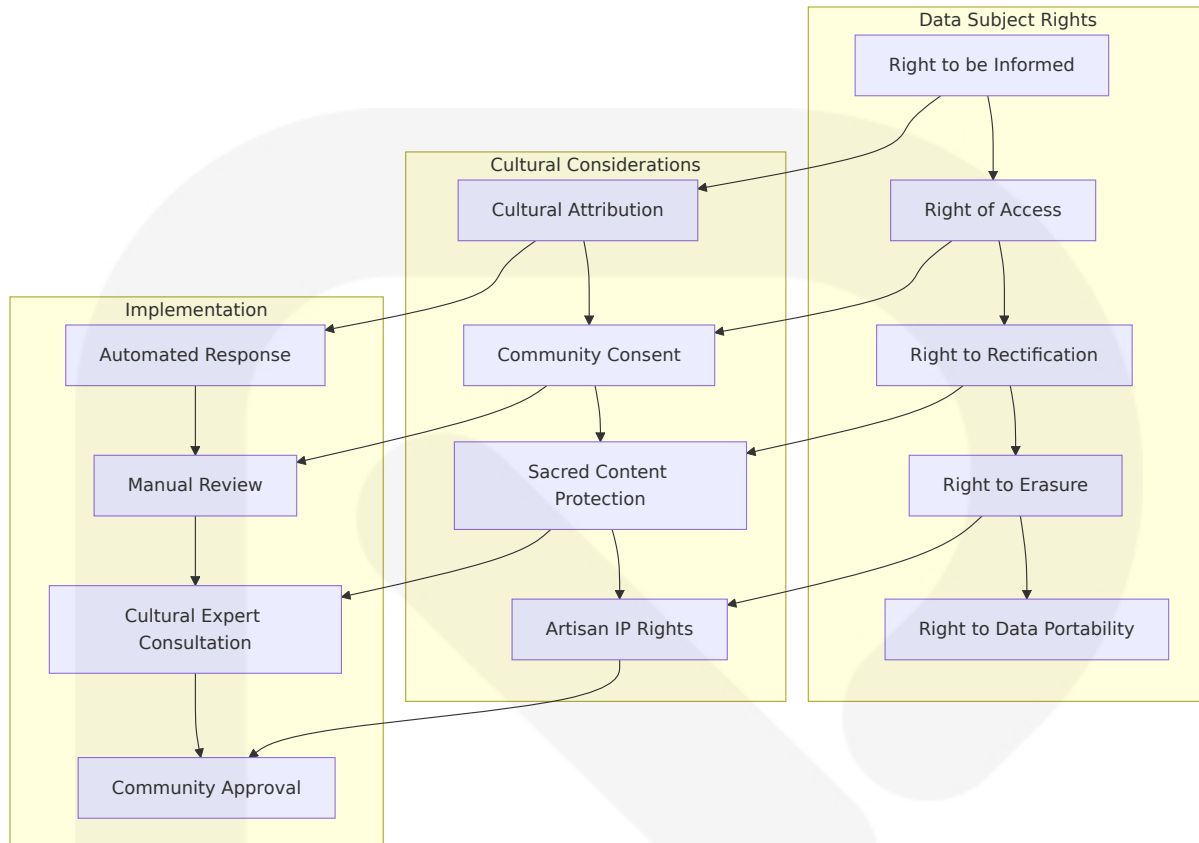 Data Subject Rights
Right to be Informed
Cultural Considerations
Cultural Attribution
Right of Access
Implementation
Automated Response
Community Consent
Right to Rectification
Manual Review
Sacred Content
Protection
Right to Erasure
Cultural Expert
Consultation
Artisan IP Rights
Right to Data Portability
Community Approval